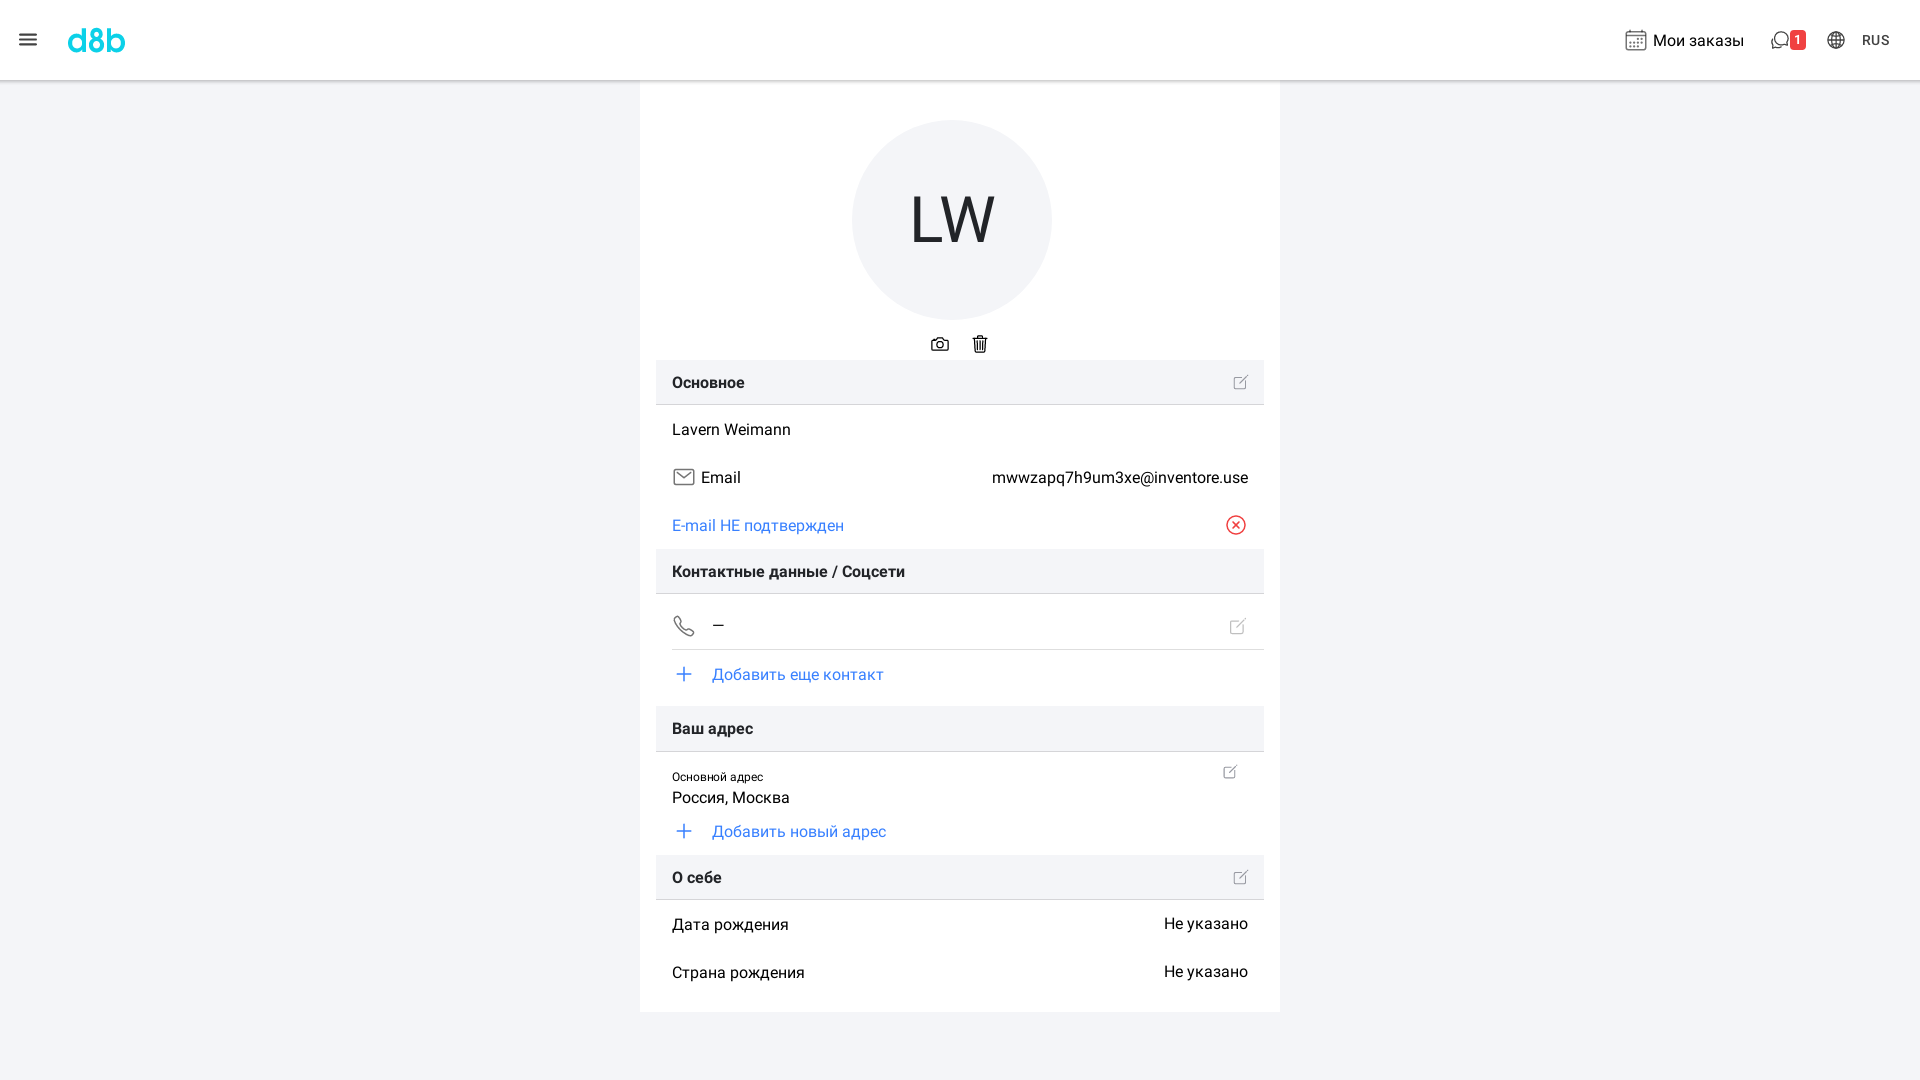 d8b
Мои заказы
1
RUS
LW
Основное
Lavern Weimann
Email
mwwzapq7h9um3xe@inventore.use
E-mail НЕ подтвержден
Контактные данные / Соцсети
—
Добавить еще контакт
Ваш адрес
Основной адрес
Россия, Москва
Добавить новый адрес
О себе
Дата рождения
Не указано
Страна рождения
Не указано